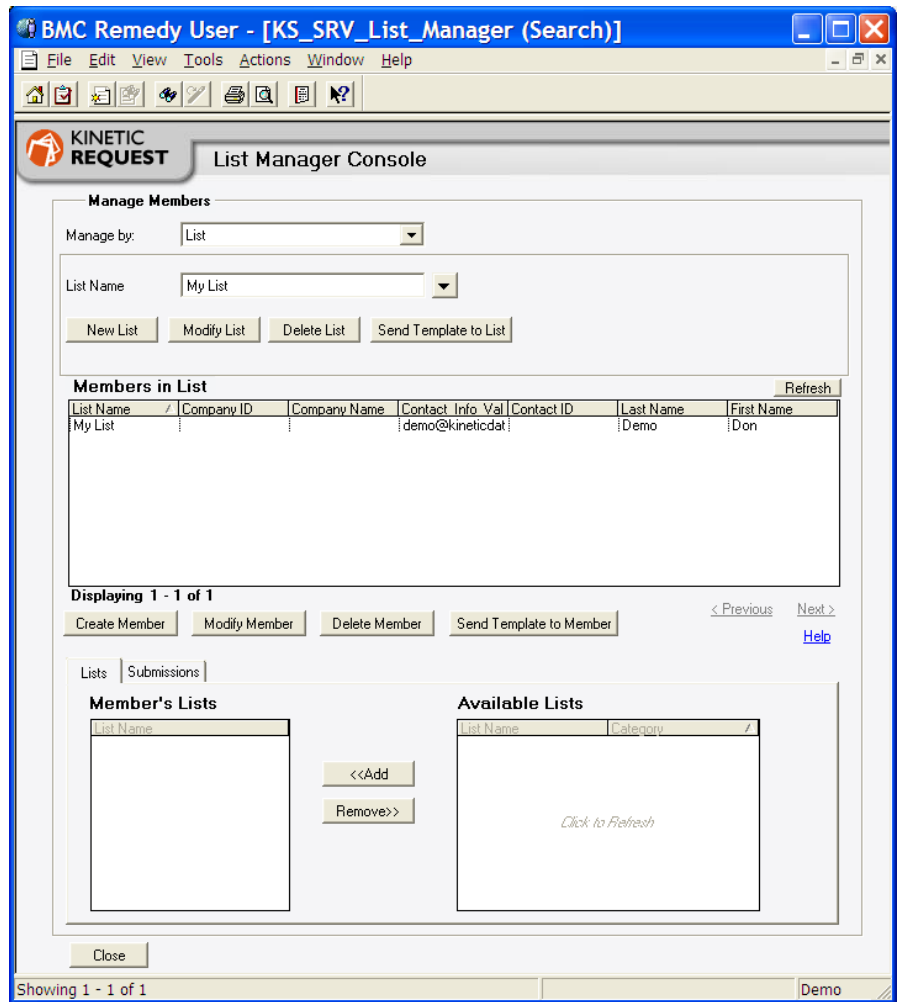 BMC Remedy User - [KS_SRV_List_Manager (Search)]
File Edit View Tools Actions Window Help
KINETIC
REQUEST
List Manager Console
Manage Members
Manage by: List
List Name My List
New List Modify List Delete List Send Template to List
Members in List Refresh
List Name Company ID Company Name Contact_Info_Val Contact ID Last Name First Name
My List demo@kineticdat Demo Don
Displaying 1 - 1 of 1
< Previous Next >
Create Member Modify Member Delete Member Send Template to Member
Help
Lists Submissions
Member's Lists Available Lists
List Name List Name Category
<<Add
Remove>>
Click to Refresh
Close
Showing 1 - 1 of 1 Demo